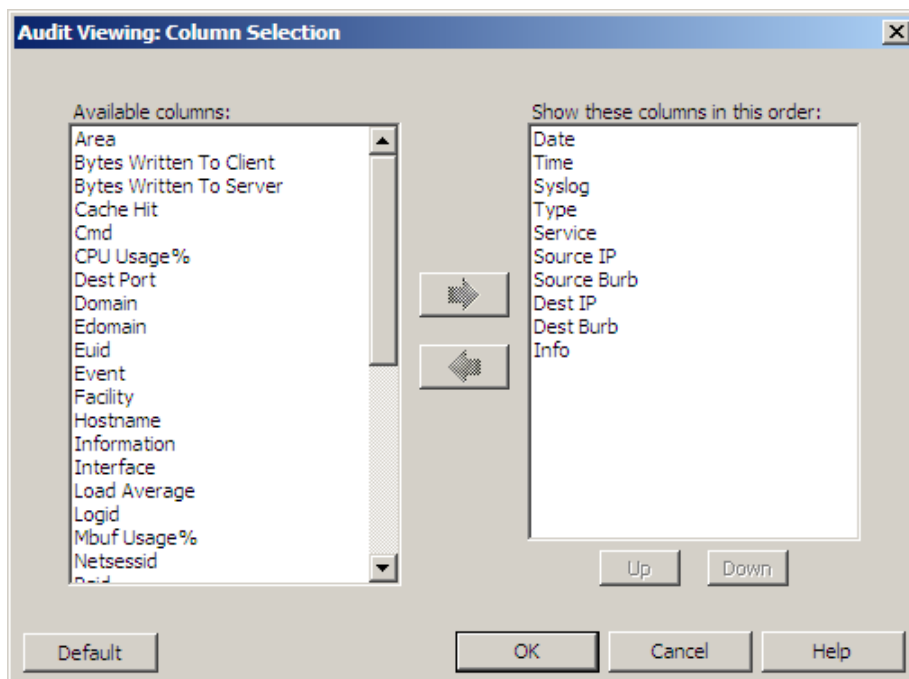 Audit Viewing: Column Selection
Available columns:
Area
Bytes Written To Client
Bytes Written To Server
Cache Hit
Cmd
CPU Usage%
Dest Port
Domain
Edomain
Euid
Event
Facility
Hostname
Information
Interface
Load Average
Logid
Mbuf Usage%
Netsessid
Show these columns in this order:
Date
Time
Syslog
Type
Service
Source IP
Source Burb
Dest IP
Dest Burb
Info
Up
Down
Default
OK
Cancel
Help